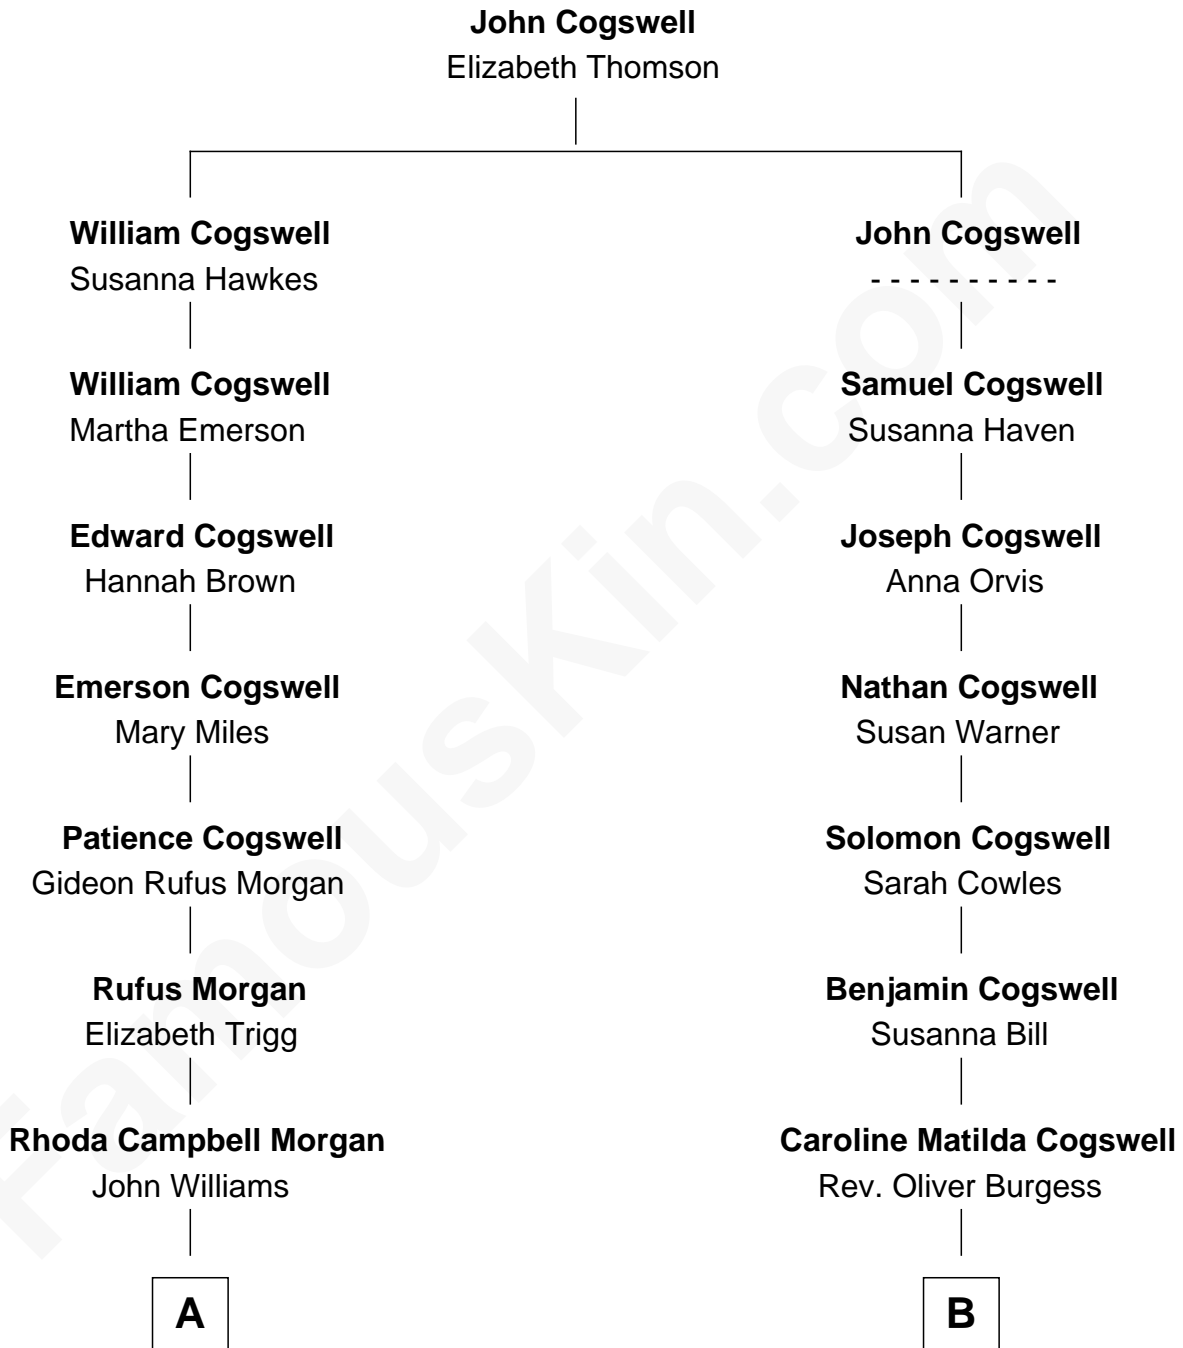 John Cogswell
Elizabeth Thomson
William Cogswell
Susanna Hawkes
John Cogswell
- - - - - - - - - -
William Cogswell
Martha Emerson
Samuel Cogswell
Susanna Haven
Edward Cogswell
Hannah Brown
Joseph Cogswell
Anna Orvis
Emerson Cogswell
Mary Miles
Nathan Cogswell
Susan Warner
Patience Cogswell
Gideon Rufus Morgan
Solomon Cogswell
Sarah Cowles
Rufus Morgan
Elizabeth Trigg
Benjamin Cogswell
Susanna Bill
Rhoda Campbell Morgan
John Williams
Caroline Matilda Cogswell
Rev. Oliver Burgess
A
B
FamousKin.com